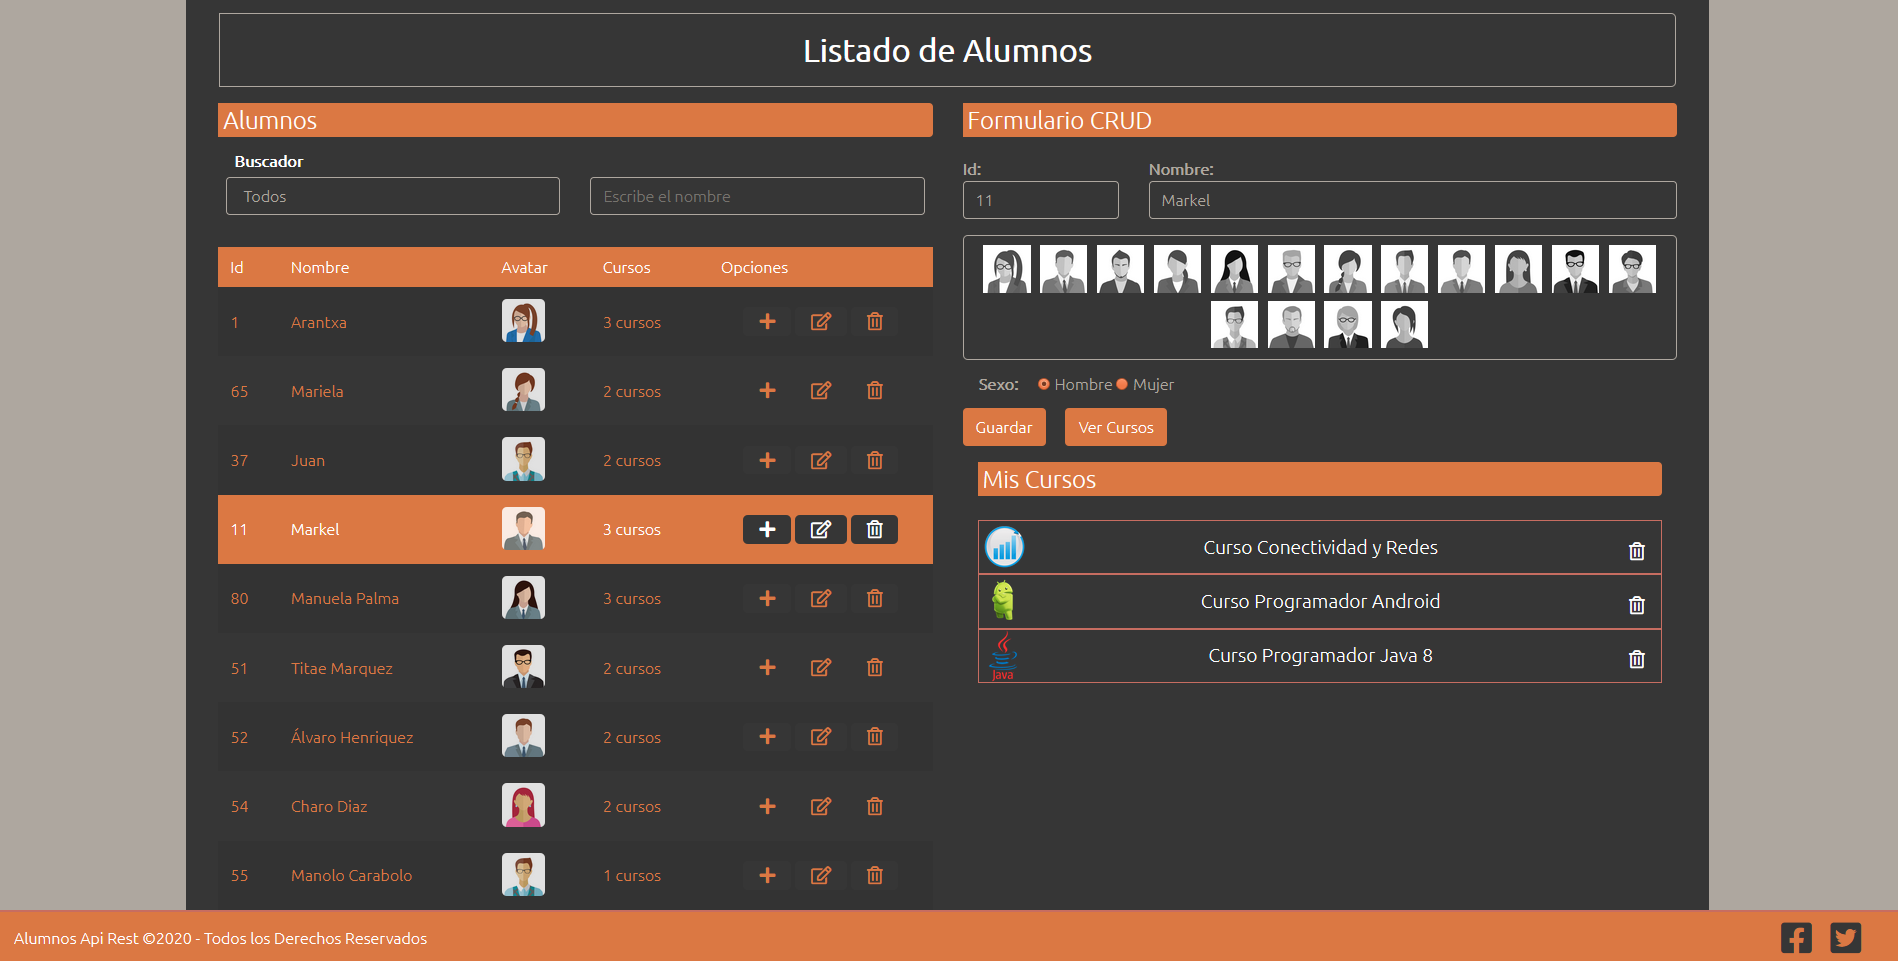 Listado de Alumnos
Alumnos
Buscador
Todos
Escribe el nombre
Id Nombre Avatar Cursos Opciones
1 Arantxa 3 cursos
65 Mariela 2 cursos
37 Juan 2 cursos
11 Markel 3 cursos
80 Manuela Palma 3 cursos
51 Titae Marquez 2 cursos
52 Álvaro Henriquez 2 cursos
54 Charo Diaz 2 cursos
55 Manolo Carabolo 1 cursos
Formulario CRUD
Id: Nombre:
11 Markel
Sexo: Hombre Mujer
Guardar Ver Cursos
Mis Cursos
Curso Conectividad y Redes
Curso Programador Android
Curso Programador Java 8
Java
Alumnos Api Rest ©2020 - Todos los Derechos Reservados